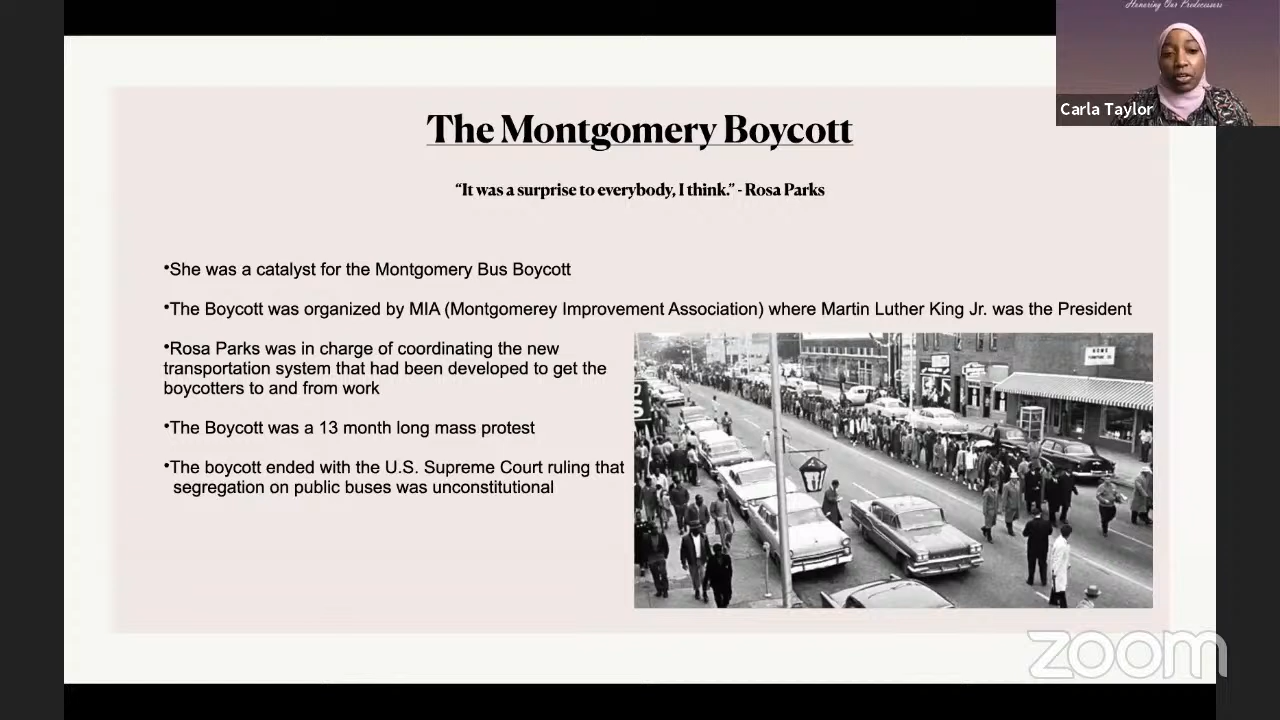 Honoring Our Predecessors
Carla Taylor
The Montgomery Boycott
“It was a surprise to everybody, I think.” - Rosa Parks
•She was a catalyst for the Montgomery Bus Boycott
•The Boycott was organized by MIA (Montgomerey Improvement Association) where Martin Luther King Jr. was the President
•Rosa Parks was in charge of coordinating the new
transportation system that had been developed to get the
boycotters to and from work
•The Boycott was a 13 month long mass protest
•The boycott ended with the U.S. Supreme Court ruling that
segregation on public buses was unconstitutional
HOME
zoom